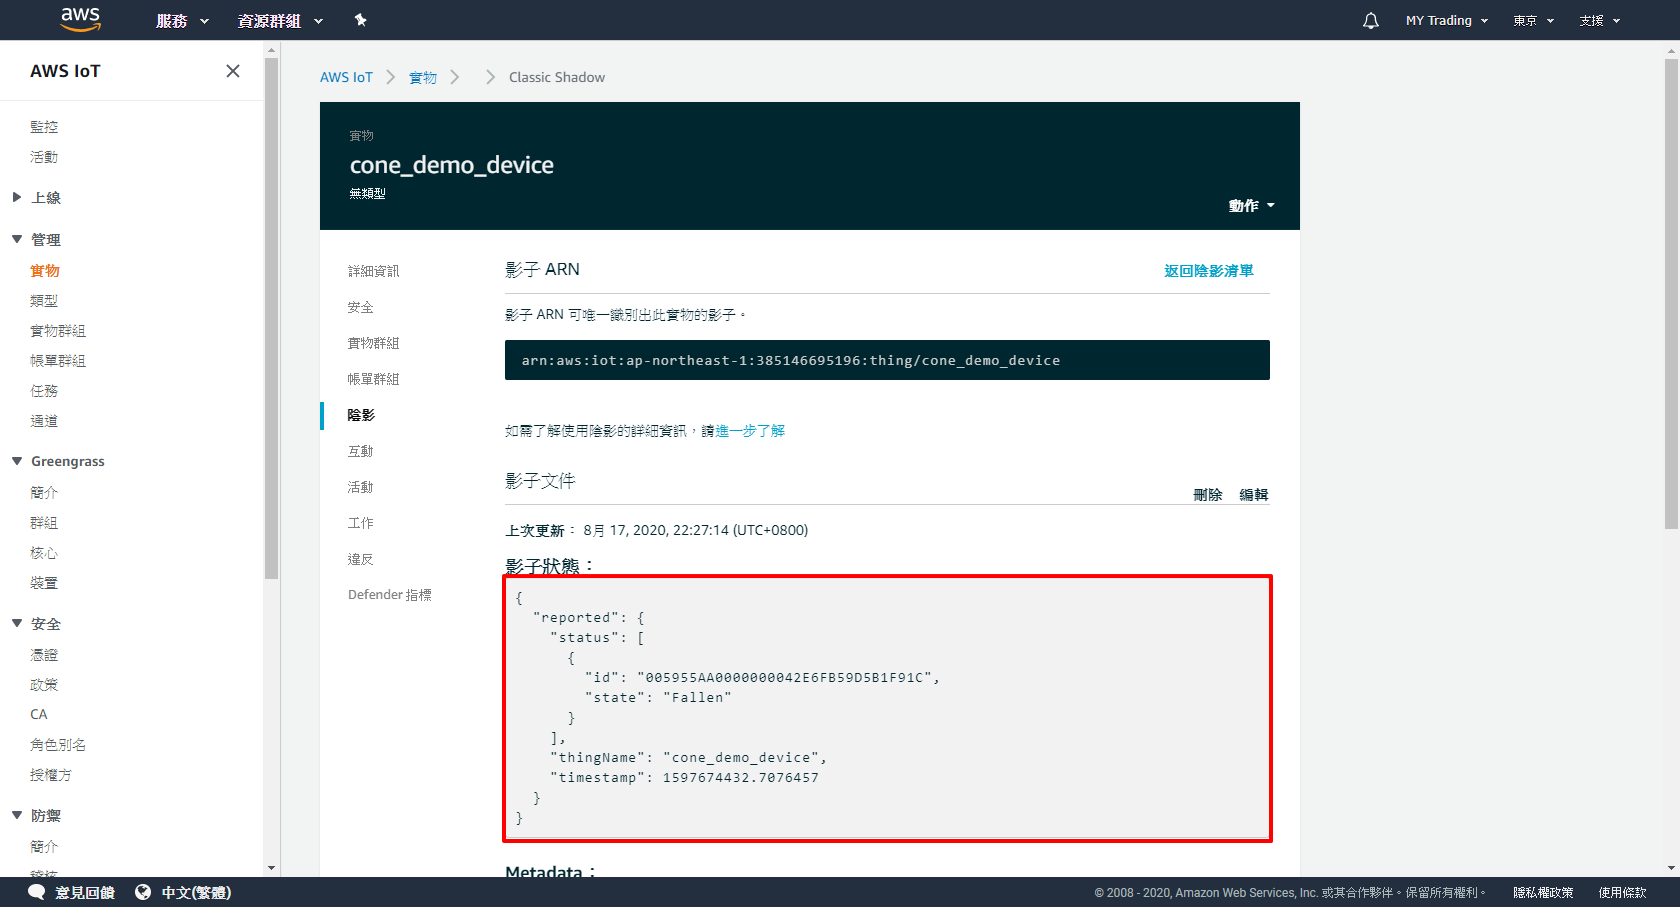 aws
服務
資源群組
MY Trading
東京
支援
AWS IoT
監控
活動
上線
管理
實物
類型
實物群組
帳單群組
任務
通道
Greengrass
簡介
群組
核心
裝置
安全
憑證
政策
CA
角色別名
授權方
防禦
簡介
AWS IoT
實物
Classic Shadow
實物
cone_demo_device
無類型
動作
詳細資訊
安全
實物群組
帳單群組
陰影
互動
活動
工作
違反
Defender 指標
影子 ARN
返回陰影清單
影子 ARN 可唯一識別出此實物的影子。
arn:aws:iot:ap-northeast-1:385146695196:thing/cone_demo_device
如需了解使用陰影的詳細資訊，請進一步了解
影子文件
刪除
編輯
上次更新： 8月 17, 2020, 22:27:14 (UTC+0800)
影子狀態：
{
"reported": {
"status": [
{
"id": "005955AA0000000042E6FB59D5B1F91C",
"state": "Fallen"
}
],
"thingName": "cone_demo_device",
"timestamp": 1597674432.7076457
}
}
Metadata：
意見回饋
中文(繁體)
© 2008 - 2020, Amazon Web Services, Inc. 或其合作夥伴。保留所有權利。
隱私權政策
使用條款